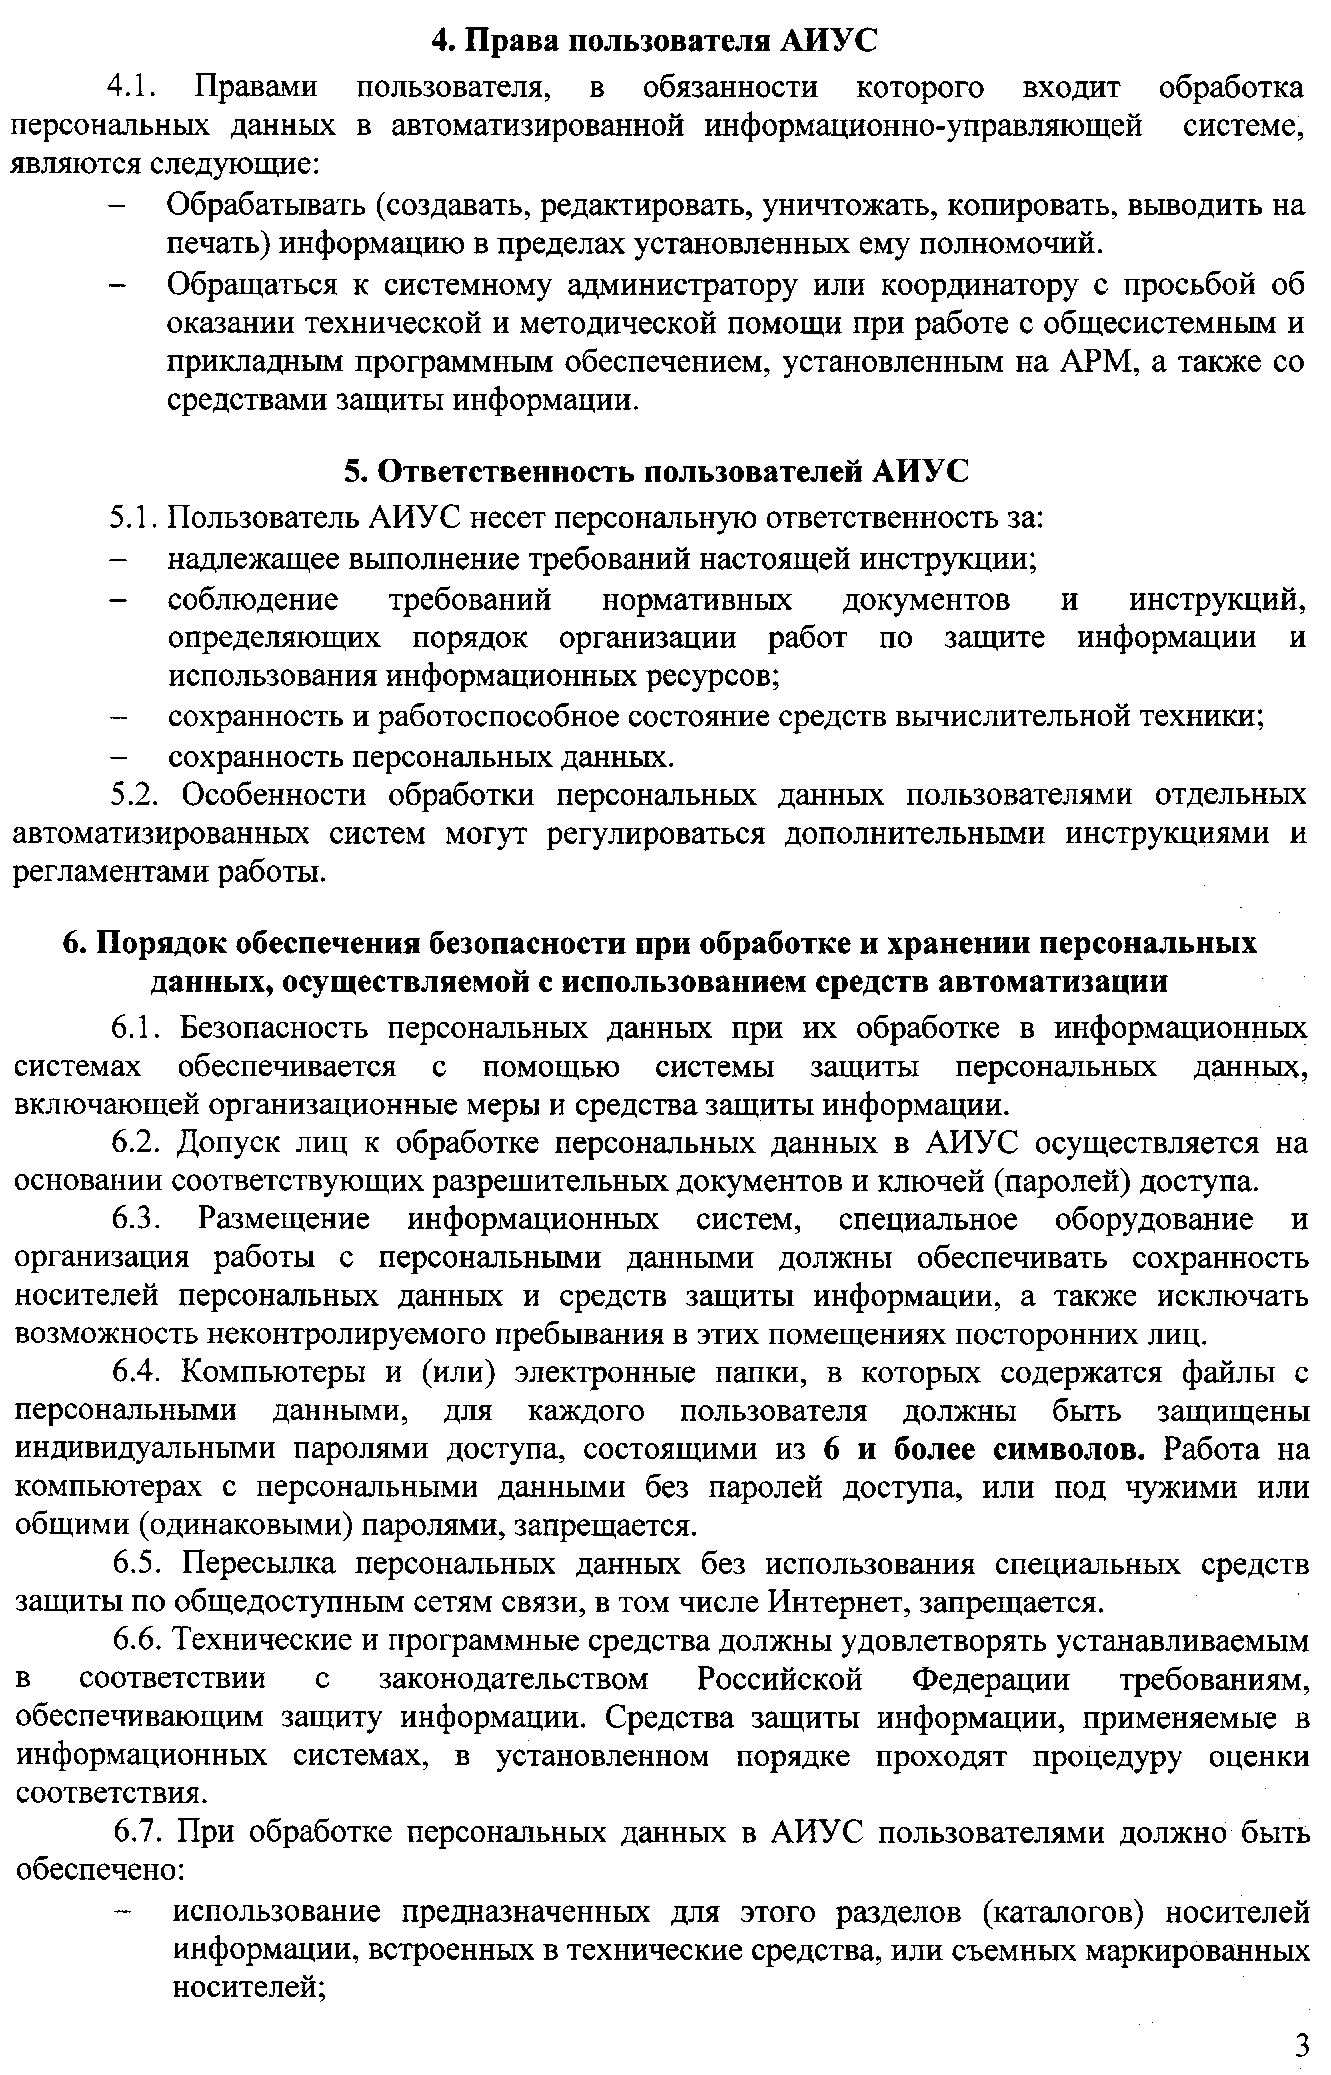 4. Права пользователя АИУС
4.1. Правами пользователя, в обязанности которого входит обработка
персональных данных в автоматизированной информационно-управляющей системе,
являются следующие:
– Обрабатывать (создавать, редактировать, уничтожать, копировать, выводить на
печать) информацию в пределах установленных ему полномочий.
– Обращаться к системному администратору или координатору с просьбой об
оказании технической и методической помощи при работе с общесистемным и
прикладным программным обеспечением, установленным на АРМ, а также со
средствами защиты информации.
5. Ответственность пользователей АИУС
5.1. Пользователь АИУС несет персональную ответственность за:
– надлежащее выполнение требований настоящей инструкции;
– соблюдение требований нормативных документов и инструкций,
определяющих порядок организации работ по защите информации и
использования информационных ресурсов;
– сохранность и работоспособное состояние средств вычислительной техники;
– сохранность персональных данных.
5.2. Особенности обработки персональных данных пользователями отдельных
автоматизированных систем могут регулироваться дополнительными инструкциями и
регламентами работы.
6. Порядок обеспечения безопасности при обработке и хранении персональных
данных, осуществляемой с использованием средств автоматизации
6.1. Безопасность персональных данных при их обработке в информационных
системах обеспечивается с помощью системы защиты персональных данных,
включающей организационные меры и средства защиты информации.
6.2. Допуск лиц к обработке персональных данных в АИУС осуществляется на
основании соответствующих разрешительных документов и ключей (паролей) доступа.
6.3. Размещение информационных систем, специальное оборудование и
организация работы с персональными данными должны обеспечивать сохранность
носителей персональных данных и средств защиты информации, а также исключать
возможность неконтролируемого пребывания в этих помещениях посторонних лиц.
6.4. Компьютеры и (или) электронные папки, в которых содержатся файлы с
персональными данными, для каждого пользователя должны быть защищены
индивидуальными паролями доступа, состоящими из 6 и более символов. Работа на
компьютерах с персональными данными без паролей доступа, или под чужими или
общими (одинаковыми) паролями, запрещается.
6.5. Пересылка персональных данных без использования специальных средств
защиты по общедоступным сетям связи, в том числе Интернет, запрещается.
6.6. Технические и программные средства должны удовлетворять устанавливаемым
в соответствии с законодательством Российской Федерации требованиям,
обеспечивающим защиту информации. Средства защиты информации, применяемые в
информационных системах, в установленном порядке проходят процедуру оценки
соответствия.
6.7. При обработке персональных данных в АИУС пользователями должно быть
обеспечено:
– использование предназначенных для этого разделов (каталогов) носителей
информации, встроенных в технические средства, или съемных маркированных
носителей;
3